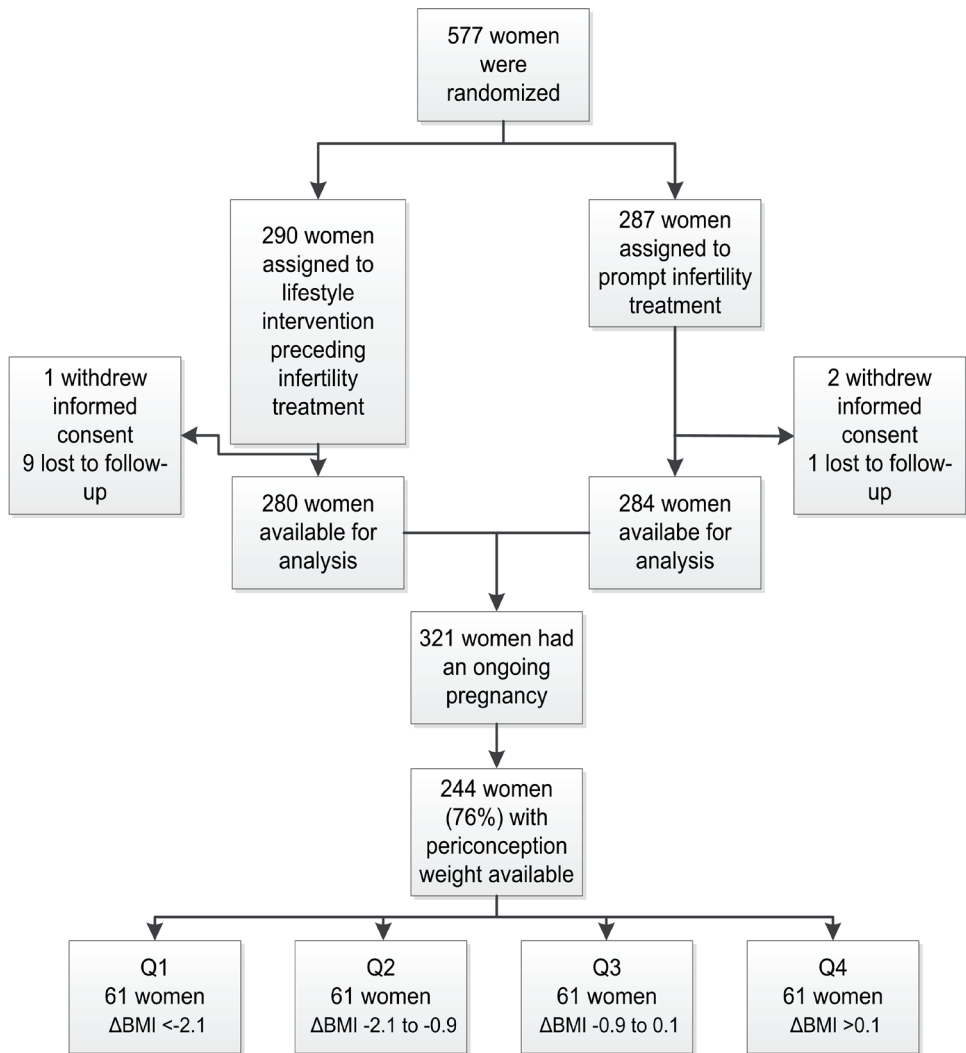 577 women
were
randomized
290 women
assigned to
lifestyle
intervention
preceding
infertility
treatment
287 women
assigned to
prompt infertility
treatment
1 withdrew
informed
consent
9 lost to follow-
up
2 withdrew
informed
consent
1 lost to follow-
up
280 women
available for
analysis
284 women
availabe for
analysis
321 women had
an ongoing
pregnancy
244 women
(76%) with
periconception
weight available
Q1
61 women
ΔBMI <-2.1
Q2
61 women
ΔBMI -2.1 to -0.9
Q3
61 women
ΔBMI -0.9 to 0.1
Q4
61 women
ΔBMI >0.1